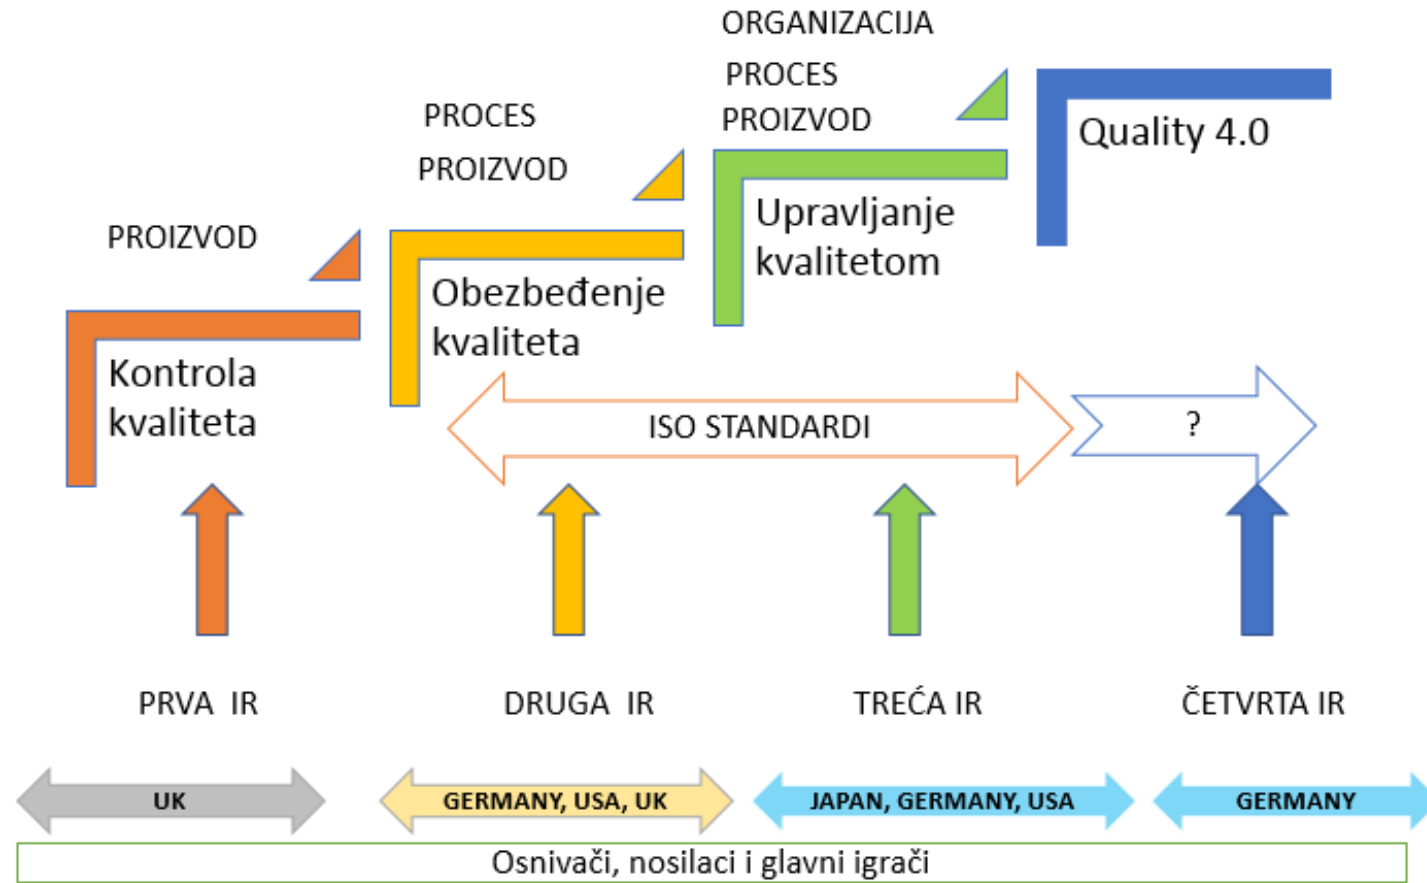 ORGANIZACIJA
PROCES
PROIZVOD
Quality 4.0
PROCES
PROIZVOD
Upravljanje
kvalitetom
PROIZVOD
Obezbeđenje
kvaliteta
Kontrola
kvaliteta
ISO STANDARDI
?
PRVA IR
DRUGA IR
TREĆA IR
ČETVRTA IR
UK
GERMANY, USA, UK
JAPAN, GERMANY, USA
GERMANY
Osnivači, nosilaci i glavni igrači